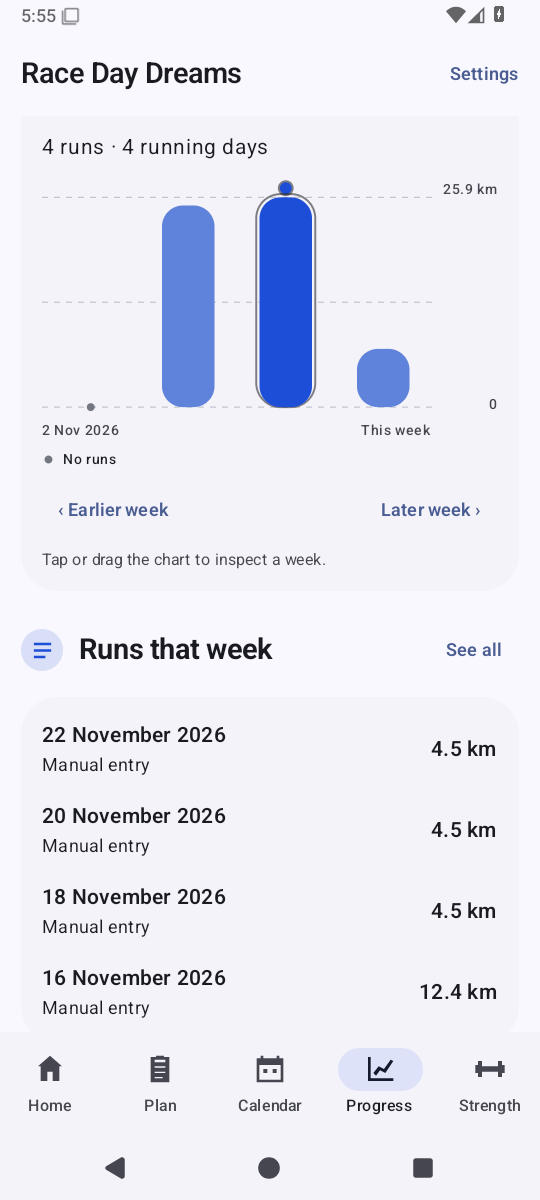 5:55
Race Day Dreams
Settings
4 runs · 4 running days
25.9 km
0
2 Nov 2026
This week
No runs
‹ Earlier week
Later week ›
Tap or drag the chart to inspect a week.
Runs that week
See all
22 November 2026
Manual entry
4.5 km
20 November 2026
Manual entry
4.5 km
18 November 2026
Manual entry
4.5 km
16 November 2026
Manual entry
12.4 km
Home
Plan
Calendar
Progress
Strength